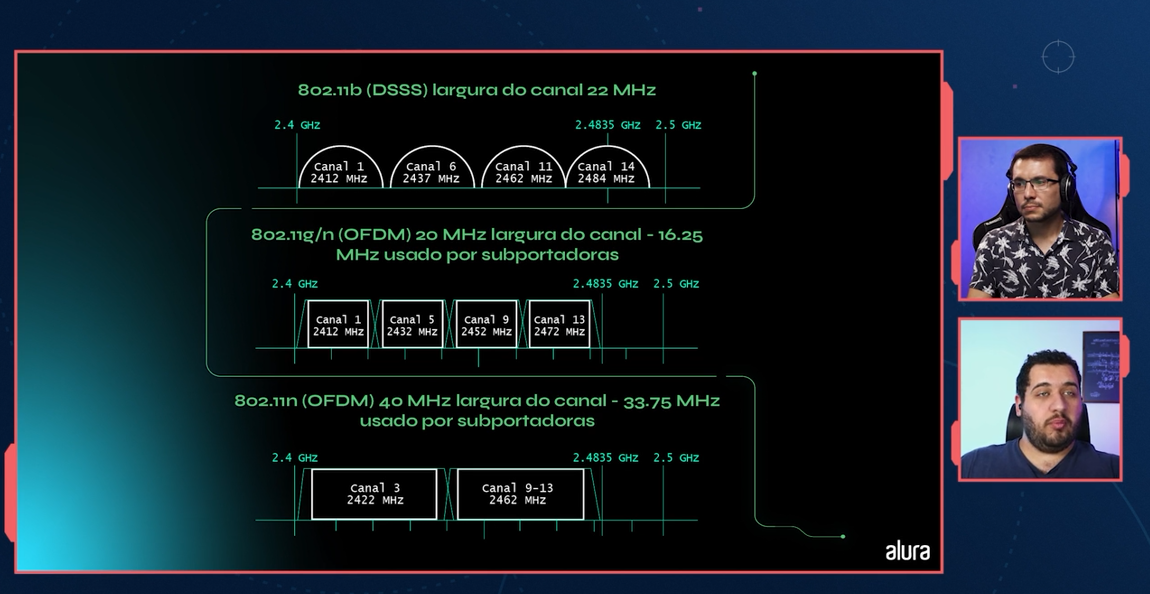 802.11b (DSSS) largura do canal 22 MHz
2.4 GHz 2.4835 GHz 2.5 GHz
Canal 1 Canal 6 Canal 11 Canal 14
2412 MHz 2437 MHz 2462 MHz 2484 MHz
802.11g/n (OFDM) 20 MHz largura do canal - 16.25
MHz usado por subportadoras
2.4 GHz 2.4835 GHz 2.5 GHz
Canal 1 Canal 5 Canal 9 Canal 13
2412 MHz 2432 MHz 2452 MHz 2472 MHz
802.11n (OFDM) 40 MHz largura do canal - 33.75 MHz
usado por subportadoras
2.4 GHz 2.4835 GHz 2.5 GHz
Canal 3 Canal 9-13
2422 MHz 2462 MHz
alura